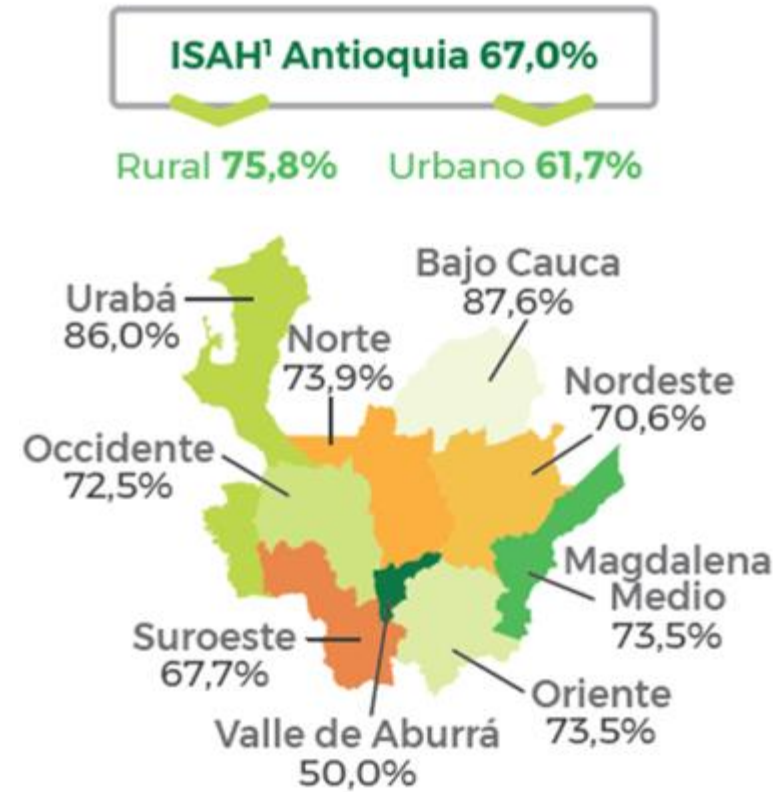 ISAH¹ Antioquia 67,0%
Rural 75,8%
Urbano 61,7%
Bajo Cauca
87,6%
Urabá
86,0%
Norte
73,9%
Nordeste
70,6%
Occidente
72,5%
Magdalena
Medio
73,5%
Suroeste
67,7%
Oriente
73,5%
Valle de Aburrá
50,0%